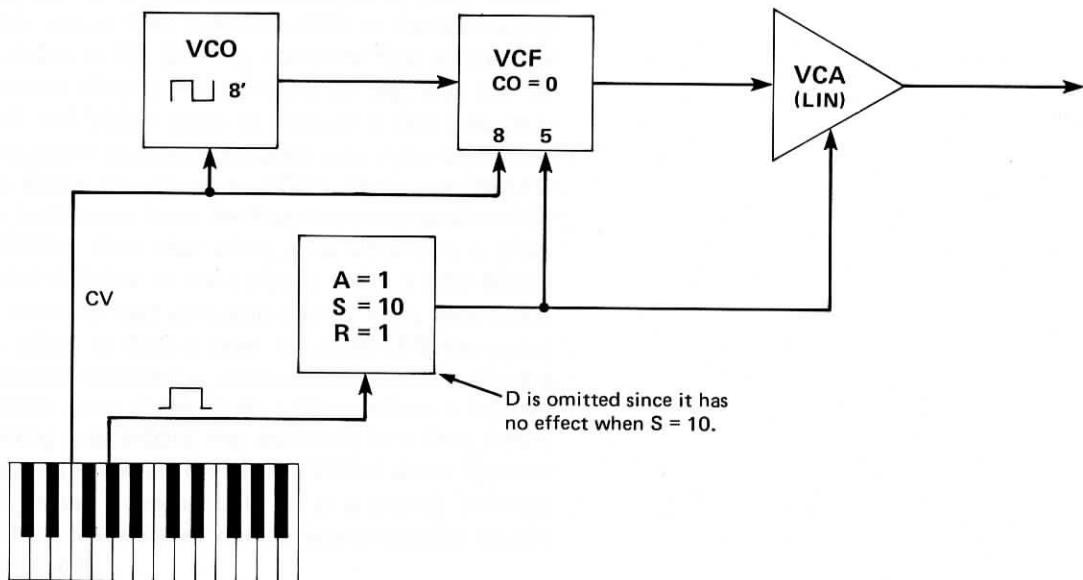 VCO
8'
VCF
CO = 0
8 5
VCA
(LIN)
CV
A = 1
S = 10
R = 1
D is omitted since it has
no effect when S = 10.